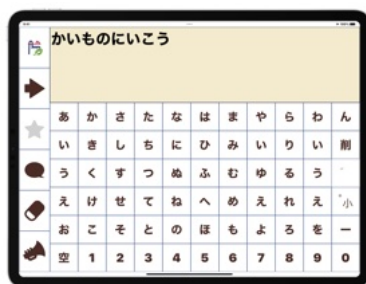 かいものにいこう
あ か さ た な は ま や ら わ ん
い き し ち に ひ み い り い 削
う く す つ ぬ ふ む ゆ る う
え け せ て ね へ め え れ え 小
お こ そ と の ほ も よ ろ を ー
空 1 2 3 4 5 6 7 8 9 0